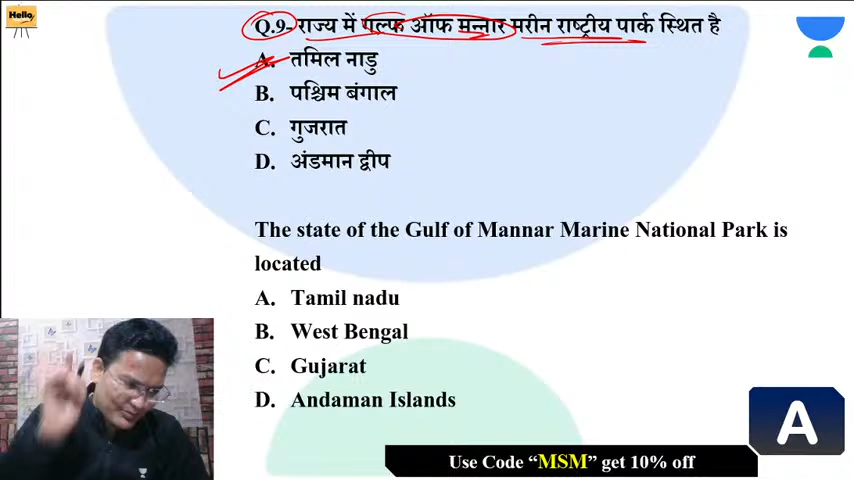 Hello
Q.9- राज्य में गल्फ ऑफ मन्नार मरीन राष्ट्रीय पार्क स्थित है
A. तमिल नाडु
B. पश्चिम बंगाल
C. गुजरात
D. अंडमान द्वीप
The state of the Gulf of Mannar Marine National Park is
located
A. Tamil nadu
B. West Bengal
C. Gujarat
D. Andaman Islands
A
Use Code “MSM” get 10% off